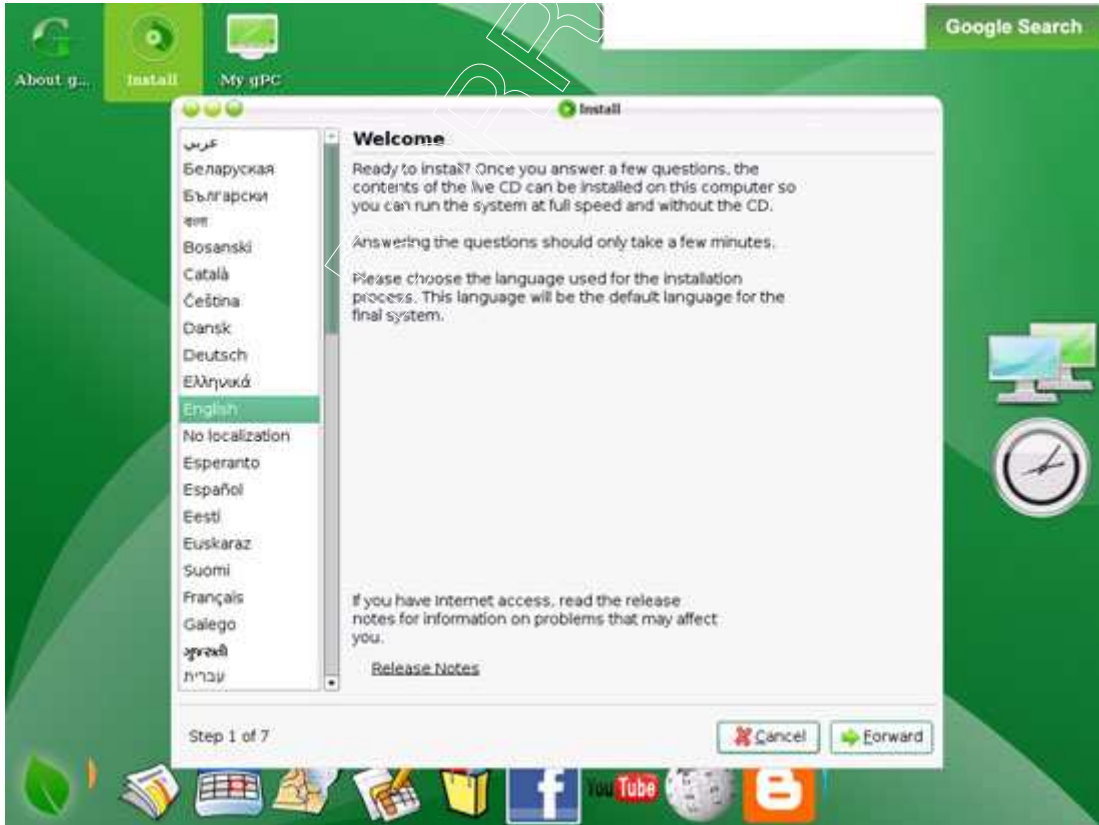 Google Search
About g...
Install
My gPC
Install
عربي
Беларуская
Български
বাংলা
Bosanski
Català
Čeština
Dansk
Deutsch
Ελληνικά
English
No localization
Esperanto
Español
Eesti
Euskaraz
Suomi
Français
Galego
ગુજરાતી
עברית
Welcome
Ready to install? Once you answer a few questions, the
contents of the live CD can be installed on this computer so
you can run the system at full speed and without the CD.
Answering the questions should only take a few minutes.
Please choose the language used for the installation
process. This language will be the default language for the
final system.
If you have Internet access, read the release
notes for information on problems that may affect
you.
Release Notes
Step 1 of 7
Cancel
Forward
You Tube